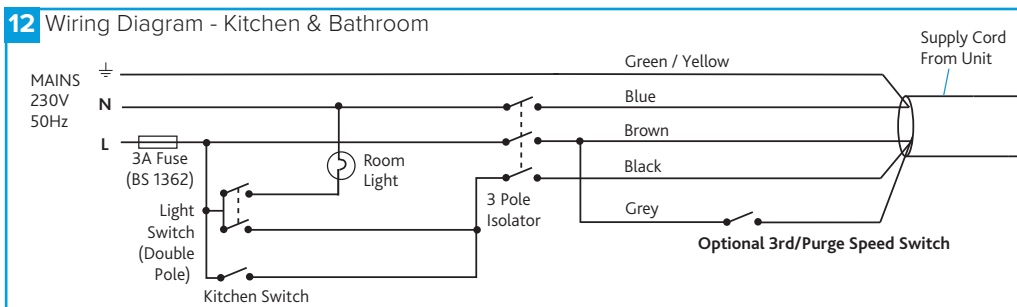 12 Wiring Diagram - Kitchen & Bathroom
Supply Cord
From Unit
MAINS
230V
50Hz
Green / Yellow
N
Blue
L
Brown
3A Fuse
(BS 1362)
Room
Light
Black
Light
Switch
(Double
Pole)
3 Pole
Isolator
Grey
Optional 3rd/Purge Speed Switch
Kitchen Switch